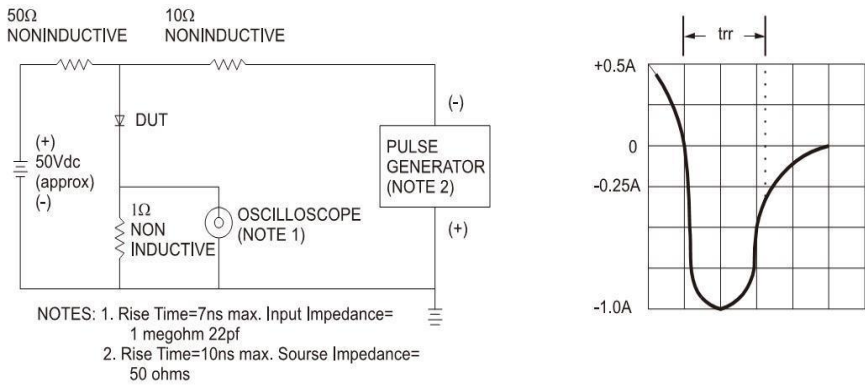 50Ω
NONINDUCTIVE
10Ω
NONINDUCTIVE
DUT
(+)
50Vdc
(approx)
(-)
1Ω
NON
INDUCTIVE
OSCILLOSCOPE
(NOTE 1)
(-)
PULSE
GENERATOR
(NOTE 2)
(+)
NOTES: 1. Rise Time=7ns max. Input Impedance=
1 megohm 22pf
2. Rise Time=10ns max. Sourse Impedance=
50 ohms
trr
+0.5A
0
-0.25A
-1.0A